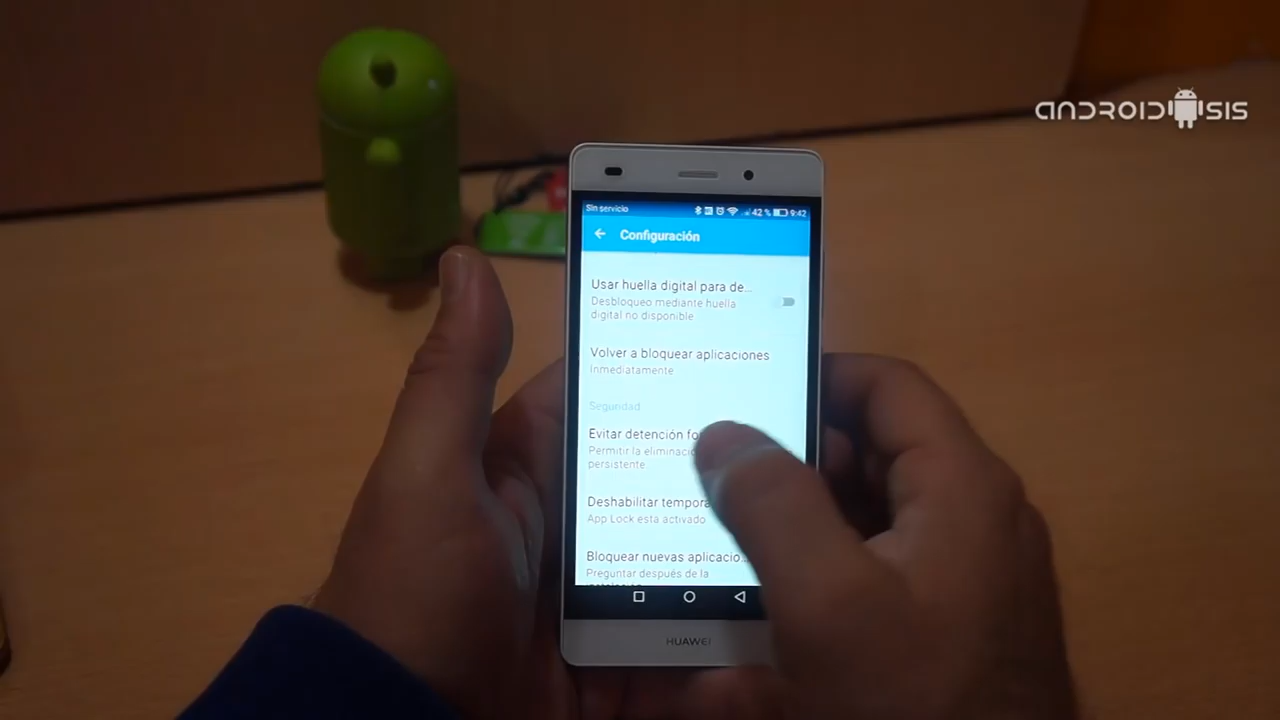 ANDROIDSIS
Sin servicio 42 % 9:42
Configuración
Usar huella digital para de...
Desbloqueo mediante huella
digital no disponible
Volver a bloquear aplicaciones
Inmediatamente
Seguridad
Evitar detención fo
Permitir la eliminació
persistente
Deshabilitar tempora
App Lock está activado
Bloquear nuevas aplicacio...
Preguntar después de la
HUAWEI